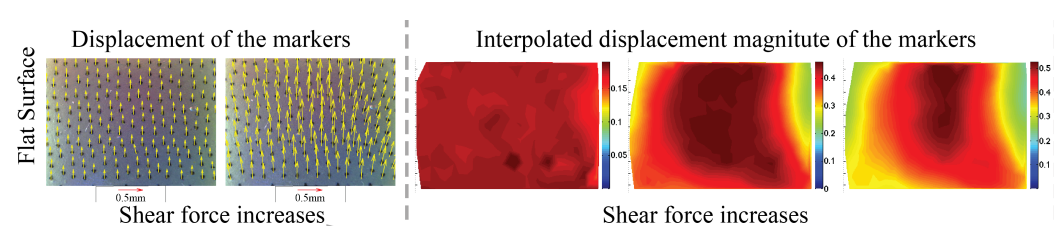 Displacement of the markers
Interpolated displacement magnitute of the markers
Flat Surface
0.5mm
0.5mm
Shear force increases
0.15
0.1
0.05
0.4
0.3
0.2
0.1
0
0.5
0.4
0.3
0.2
0.1
0
Shear force increases